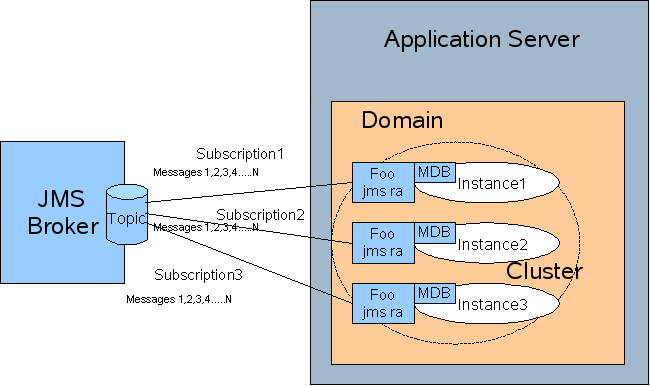 Application Server
Domain
Subscription1
Messages 1,2,3,4.....N
Foo
jms ra
MDB
Instance1
JMS
Broker
Topic
Subscription2
Messages 1,2,3,4.....N
Foo
jms ra
MDB
Instance2
Cluster
Subscription3
Messages 1,2,3,4.....N
Foo
jms ra
MDB
Instance3